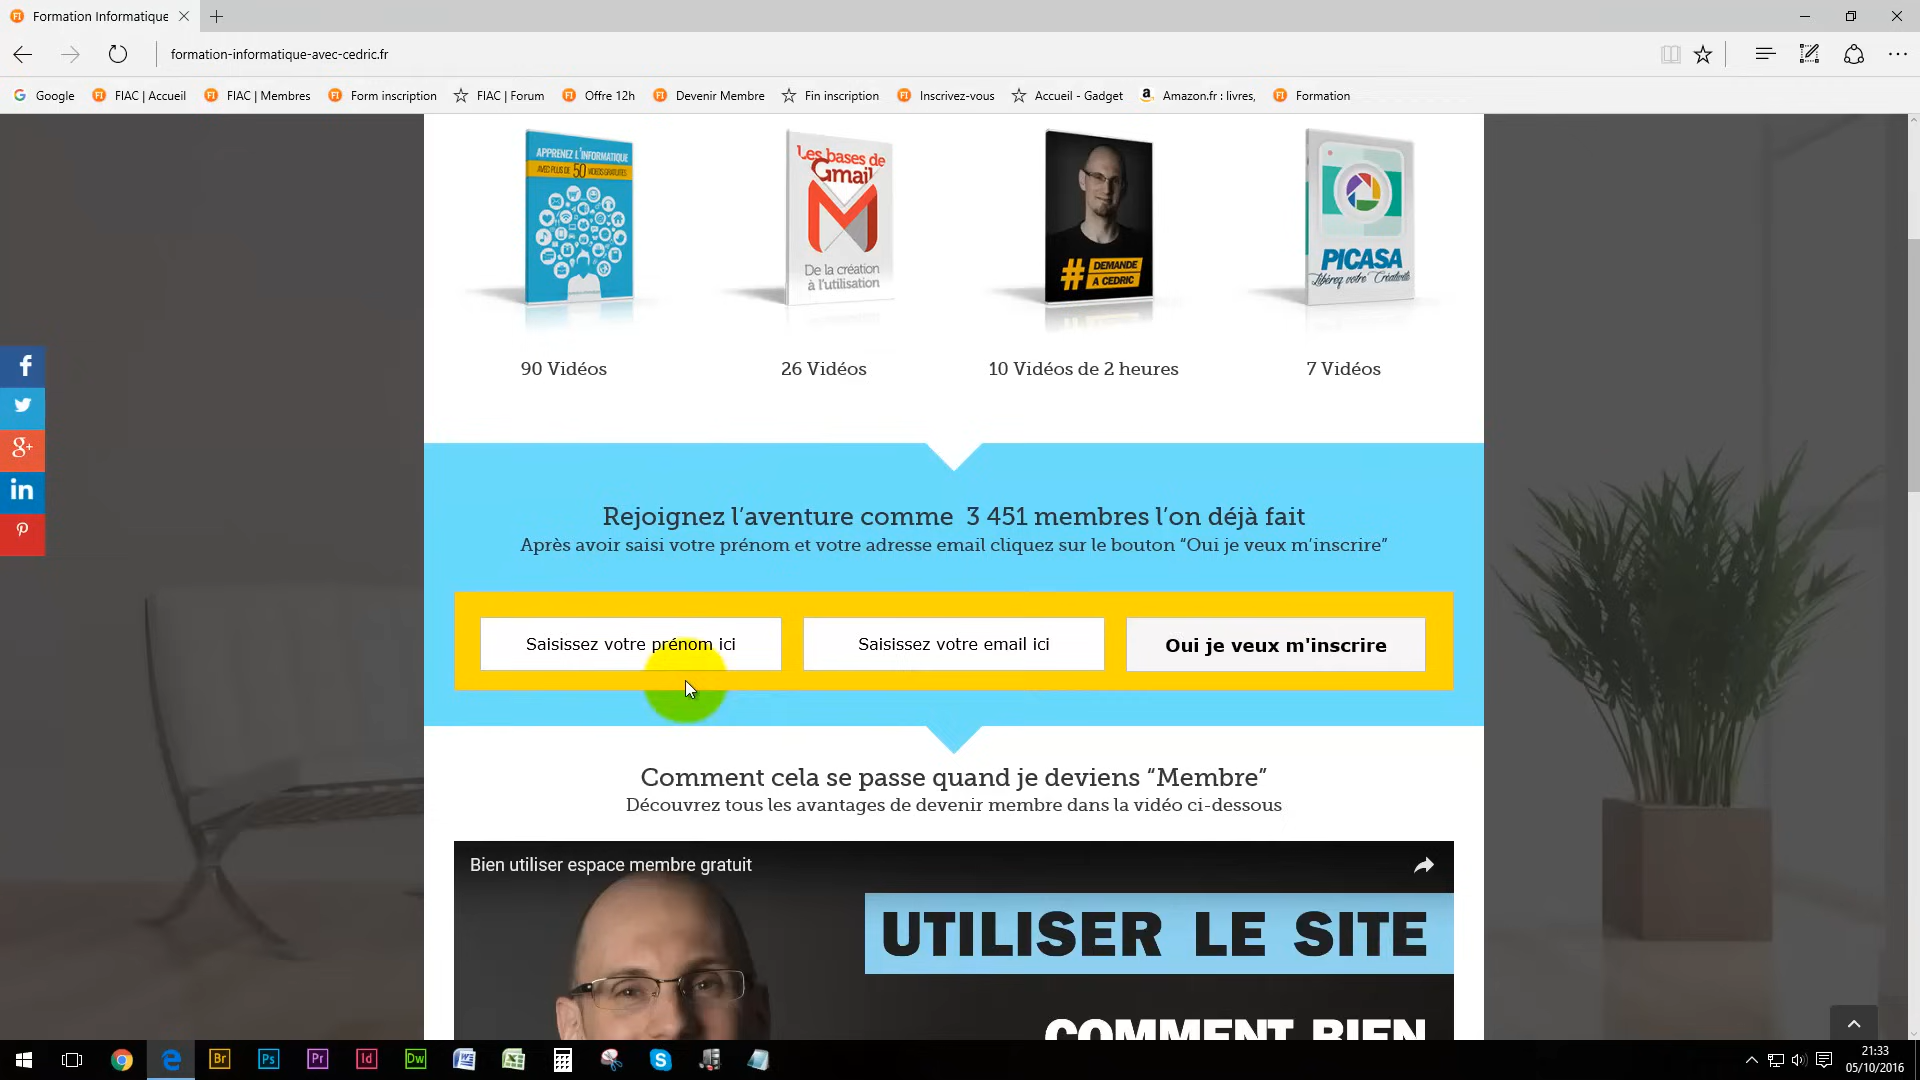 Formation Informatique
formation-informatique-avec-cedric.fr
Google FIAC | Accueil FIAC | Membres Form inscription FIAC | Forum Offre 12h Devenir Membre Fin inscription Inscrivez-vous Accueil - Gadget Amazon.fr : livres, Formation
APPRENEZ L'INFORMATIQUE
AVEC PLUS DE 50 VIDEOS GRATUITES
Les bases de
Gmail
De la création
à l'utilisation
# DEMANDE
A CEDRIC
PICASA
Libérez votre Créativité
90 Vidéos 26 Vidéos 10 Vidéos de 2 heures 7 Vidéos
Rejoignez l’aventure comme 3 451 membres l’on déjà fait
Après avoir saisi votre prénom et votre adresse email cliquez sur le bouton “Oui je veux m’inscrire”
Saisissez votre prénom ici Saisissez votre email ici Oui je veux m'inscrire
Comment cela se passe quand je deviens “Membre”
Découvrez tous les avantages de devenir membre dans la vidéo ci-dessous
Bien utiliser espace membre gratuit
UTILISER LE SITE
COMMENT BIEN
f
g+
in
Br Ps Pr Id Dw
21:33
05/10/2016